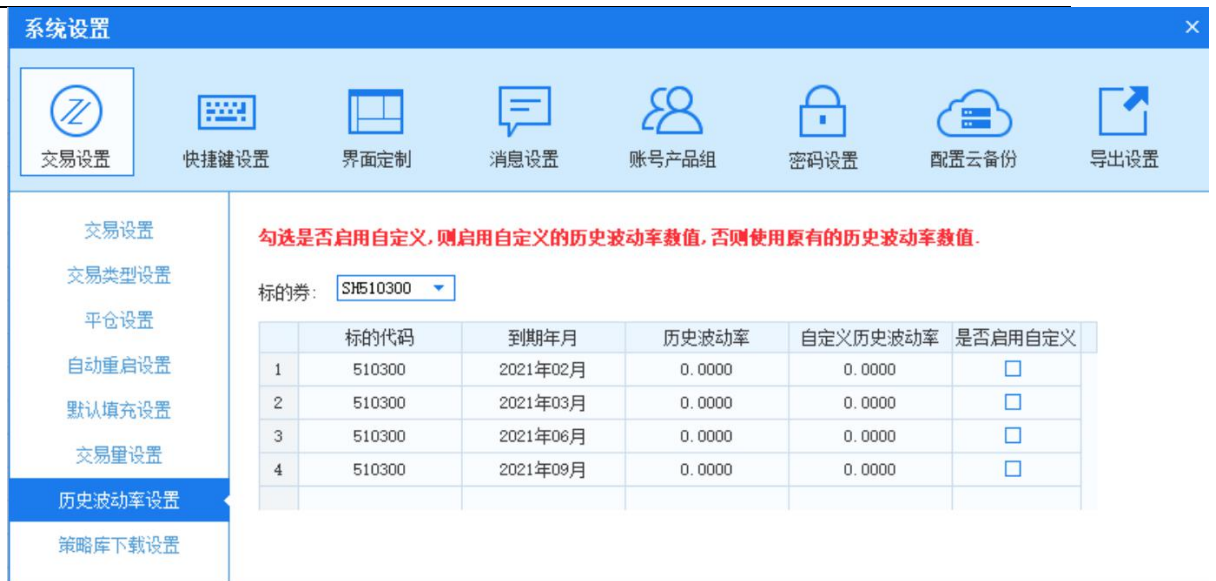 系统设置
交易设置 快捷键设置 界面定制 消息设置 账号产品组 密码设置 配置云备份 导出设置
交易设置
交易类型设置
平仓设置
自动重启设置
默认填充设置
交易量设置
历史波动率设置
策略库下载设置
勾选是否启用自定义,则启用自定义的历史波动率数值,否则使用原有的历史波动率数值.
标的券: SH510300
标的代码 到期年月 历史波动率 自定义历史波动率 是否启用自定义
1 510300 2021年02月 0.0000 0.0000
2 510300 2021年03月 0.0000 0.0000
3 510300 2021年06月 0.0000 0.0000
4 510300 2021年09月 0.0000 0.0000